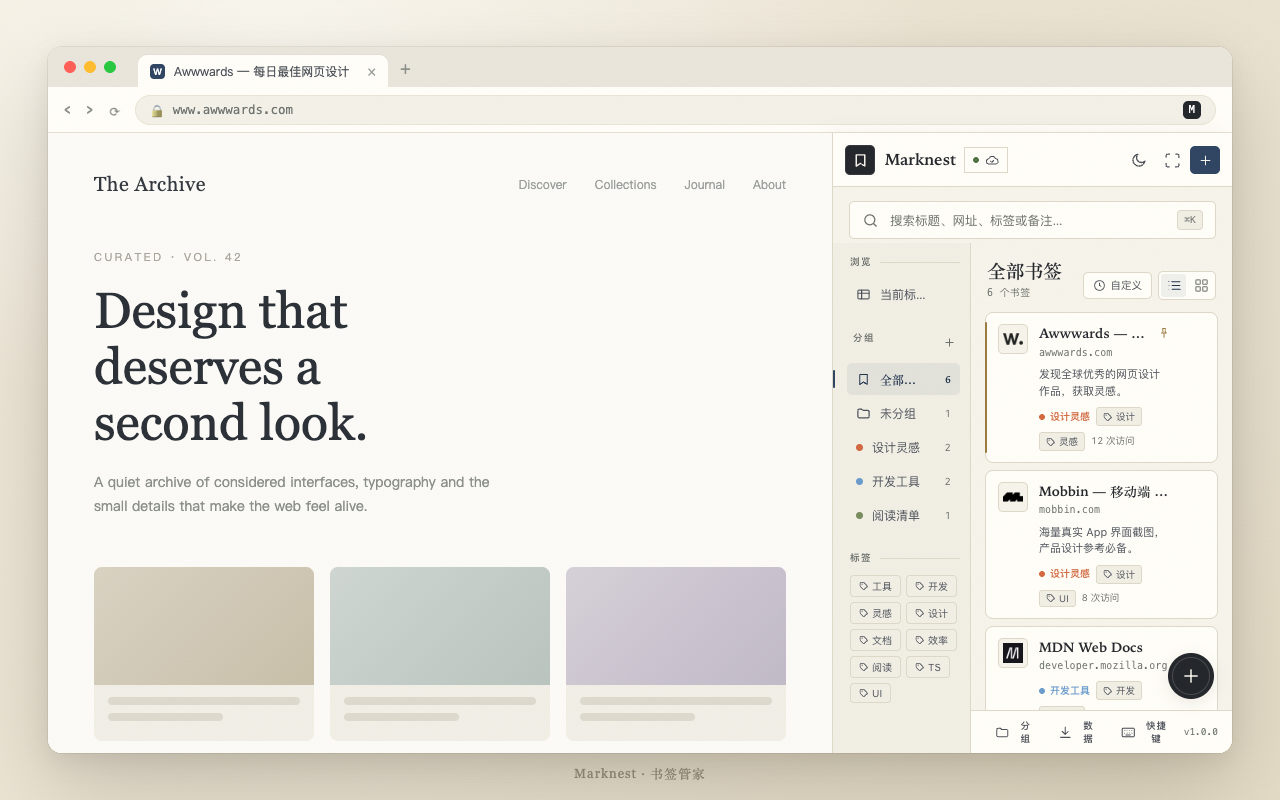 W Awwwards — 每日最佳网页设计
www.awwwards.com M
The Archive
Discover Collections Journal About
CURATED · VOL. 42
Design that
deserves a
second look.
A quiet archive of considered interfaces, typography and the
small details that make the web feel alive.
Marknest
搜索标题、网址、标签或备注... ⌘K
浏览
当前标...
分组
全部... 6
未分组 1
设计灵感 2
开发工具 2
阅读清单 1
标签
工具 开发
灵感 设计
文档 效率
阅读 TS
UI
全部书签
6 个书签
自定义
W. Awwwards — ...
awwwards.com
发现全球优秀的网页设计
作品，获取灵感。
设计灵感 设计
灵感 12 次访问
Mobbin — 移动端 ...
mobbin.com
海量真实 App 界面截图，
产品设计参考必备。
设计灵感 设计
UI 8 次访问
MDN Web Docs
developer.mozilla.org
开发工具 开发
分组
数据
快捷键
v1.0.0
Marknest · 书签管家